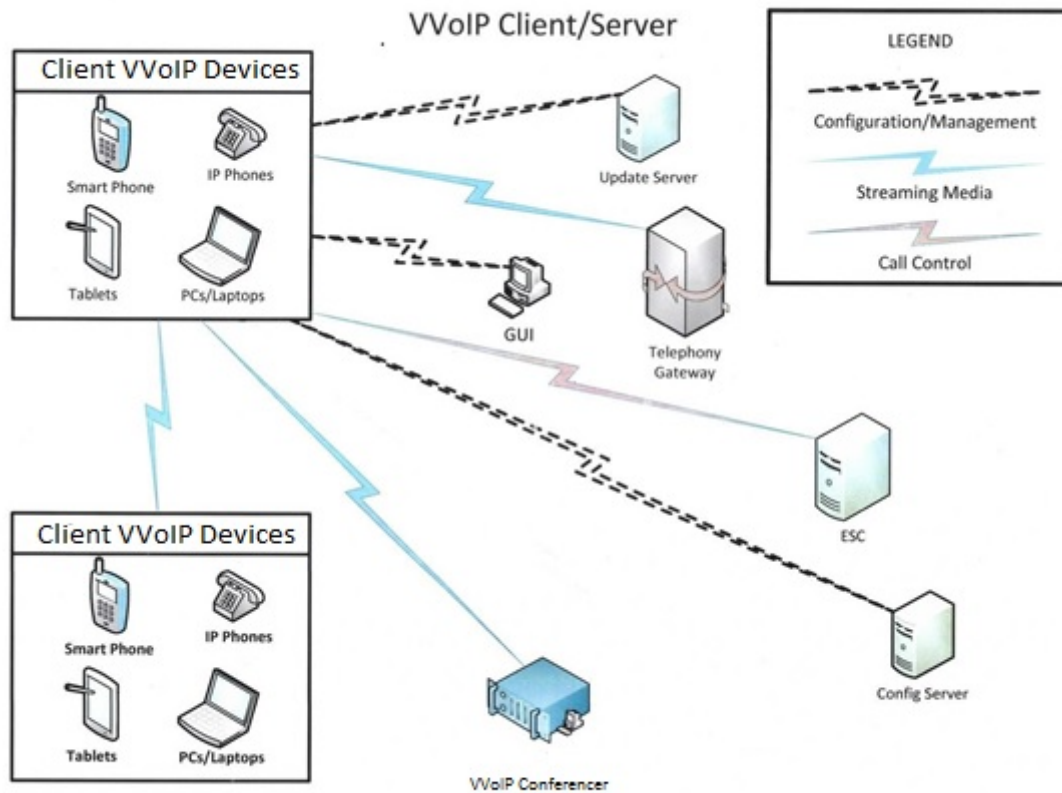 VVoIP Client/Server
LEGEND
Configuration/Management
Streaming Media
Call Control
Client VVoIP Devices
Smart Phone
IP Phones
Tablets
PCs/Laptops
Update Server
GUI
Telephony
Gateway
ESC
Config Server
Client VVoIP Devices
Smart Phone
IP Phones
Tablets
PCs/Laptops
VVoIP Conferencer